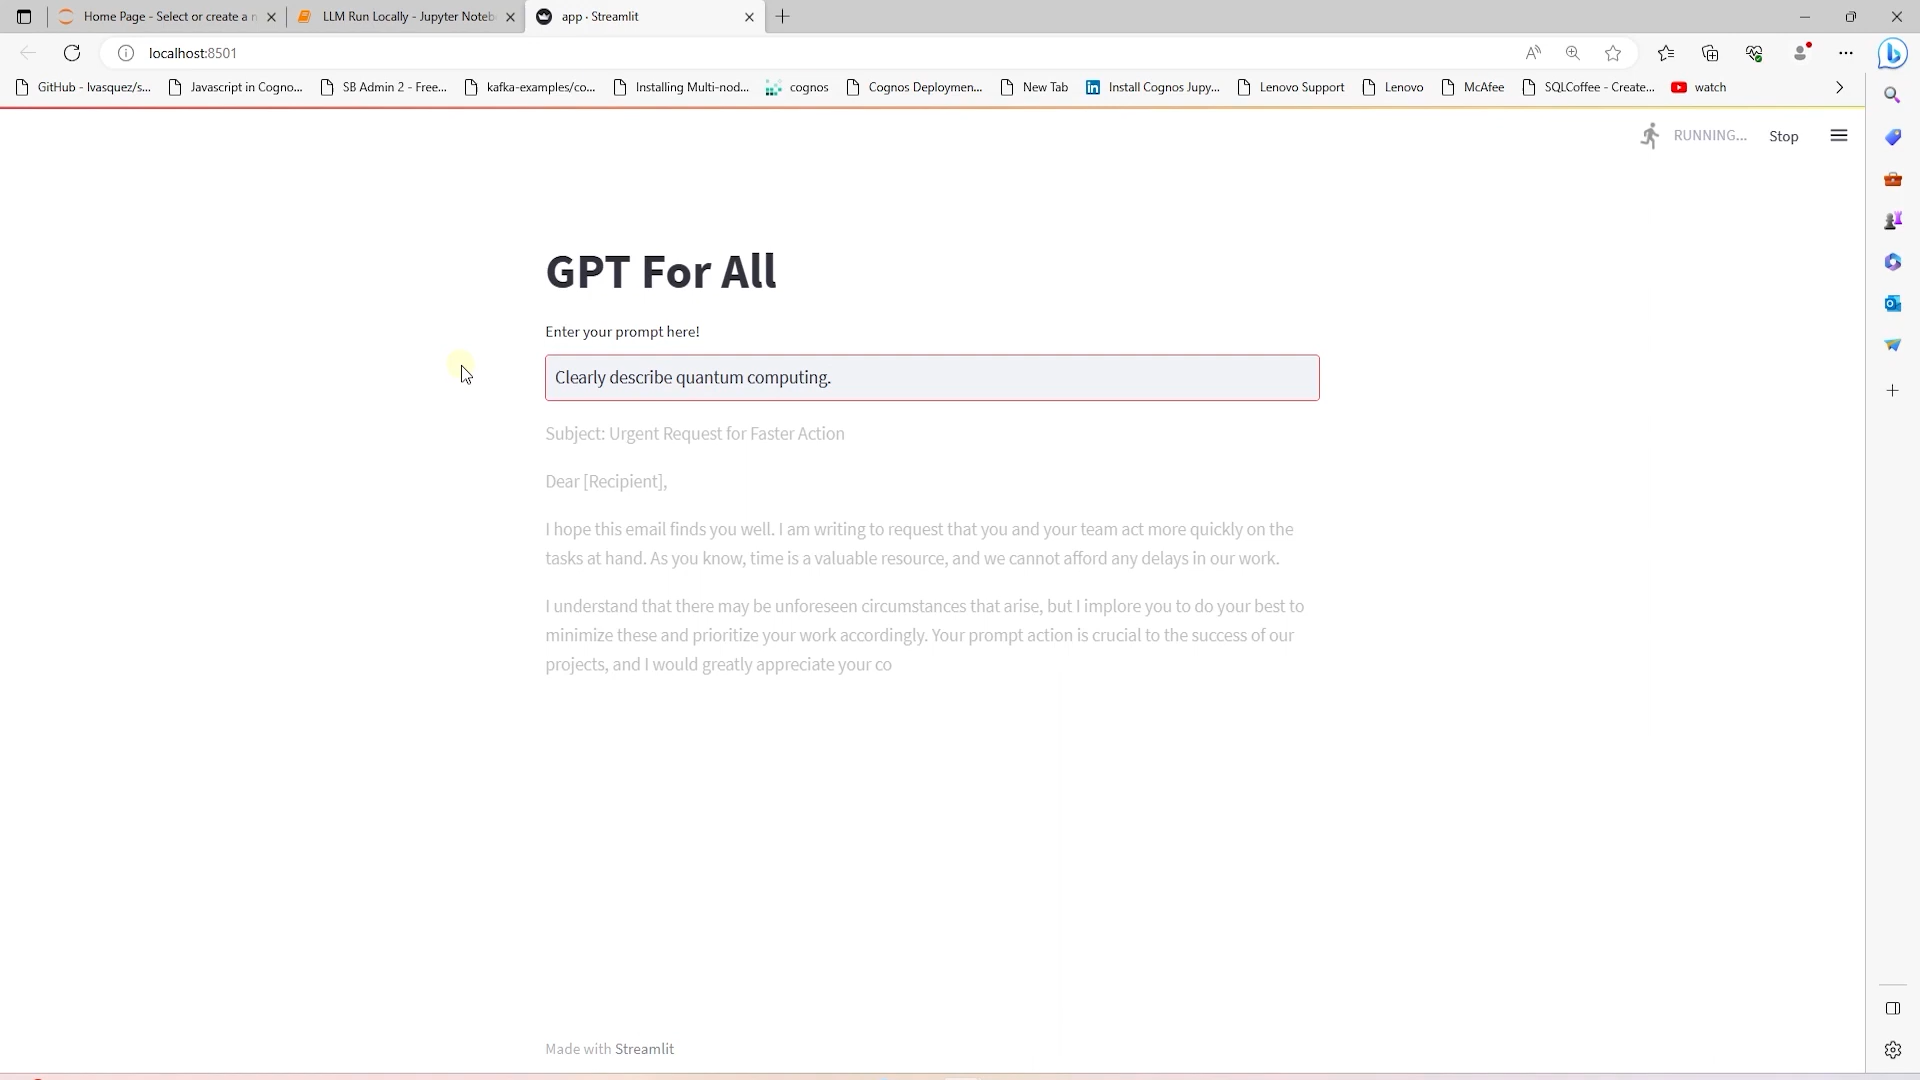 Home Page - Select or create a n
LLM Run Locally - Jupyter Noteb
app · Streamlit
localhost:8501
GitHub - lvasquez/s...
Javascript in Cogno...
SB Admin 2 - Free...
kafka-examples/co...
Installing Multi-nod...
cognos
Cognos Deploymen...
New Tab
Install Cognos Jupy...
Lenovo Support
Lenovo
McAfee
SQLCoffee - Create...
watch
RUNNING...
Stop
GPT For All
Enter your prompt here!
Clearly describe quantum computing.
Subject: Urgent Request for Faster Action
Dear [Recipient],
I hope this email finds you well. I am writing to request that you and your team act more quickly on the
tasks at hand. As you know, time is a valuable resource, and we cannot afford any delays in our work.
I understand that there may be unforeseen circumstances that arise, but I implore you to do your best to
minimize these and prioritize your work accordingly. Your prompt action is crucial to the success of our
projects, and I would greatly appreciate your co
Made with Streamlit